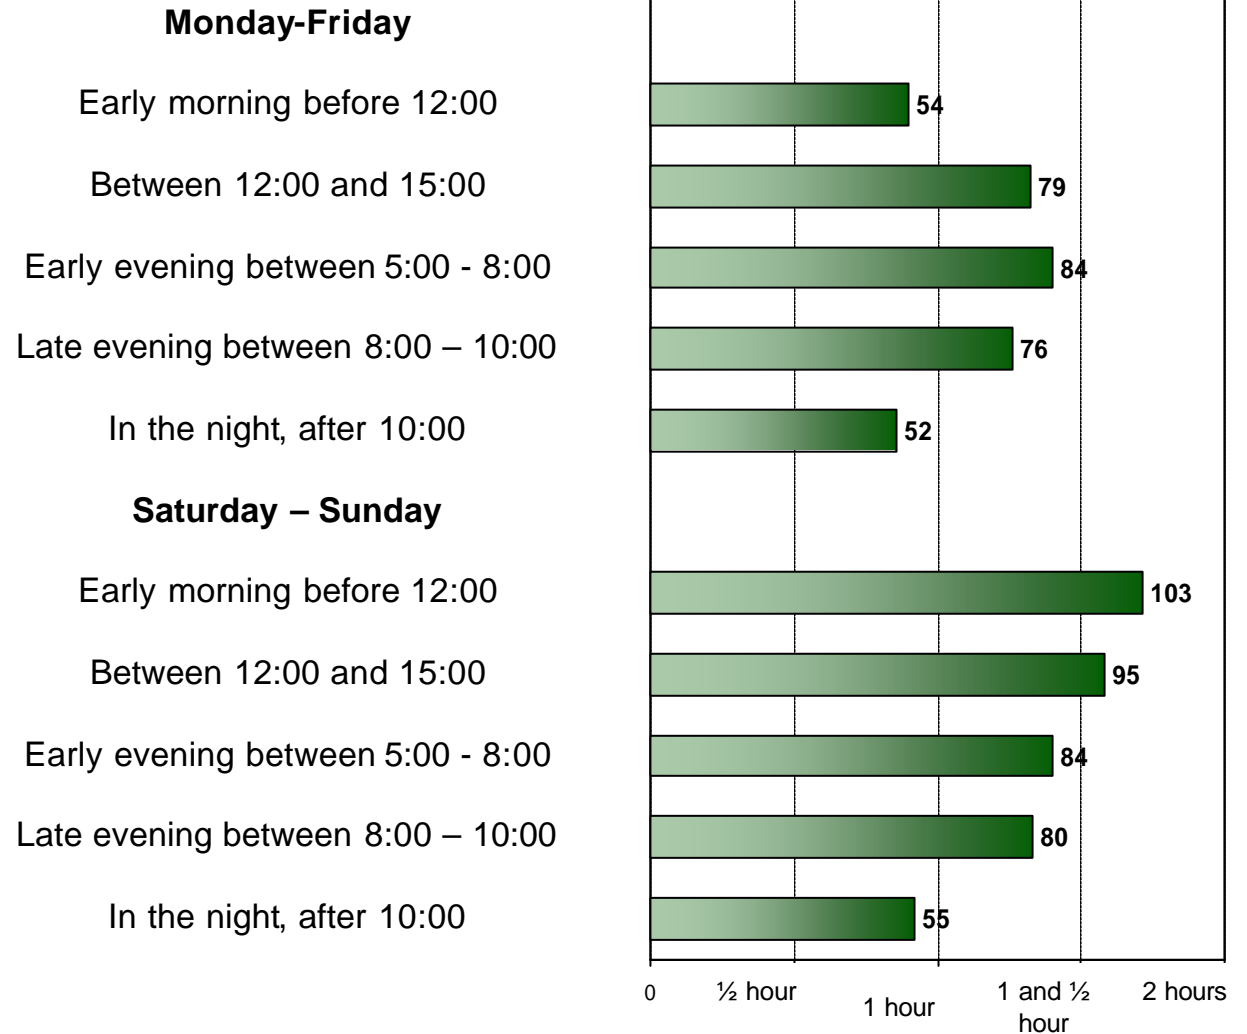 Monday-Friday
Early morning before 12:00
54
Between 12:00 and 15:00
79
Early evening between 5:00 - 8:00
84
Late evening between 8:00 – 10:00
76
In the night, after 10:00
52
Saturday – Sunday
Early morning before 12:00
103
Between 12:00 and 15:00
95
Early evening between 5:00 - 8:00
84
Late evening between 8:00 – 10:00
80
In the night, after 10:00
55
0
½ hour
1 hour
1 and ½
hour
2 hours